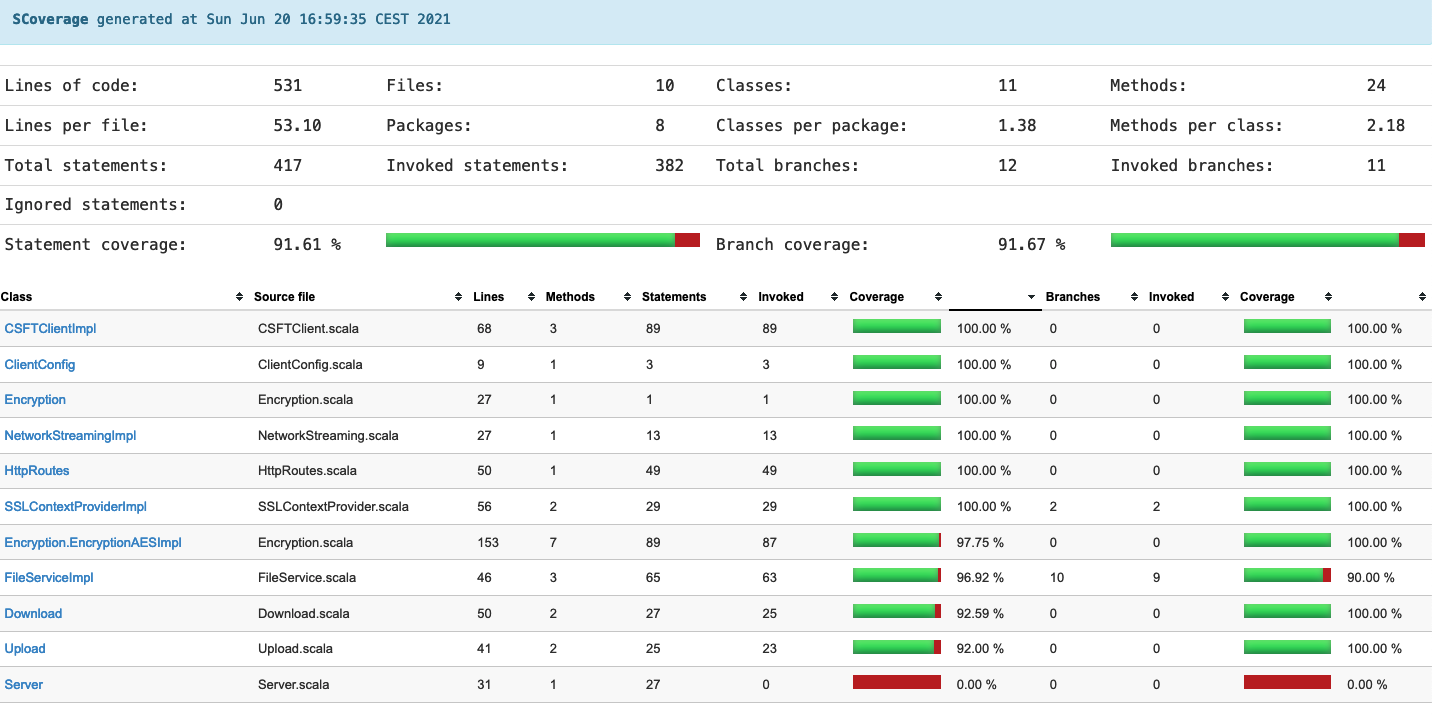 SCoverage generated at Sun Jun 20 16:59:35 CEST 2021
Lines of code: 531 Files: 10 Classes: 11 Methods: 24
Lines per file: 53.10 Packages: 8 Classes per package: 1.38 Methods per class: 2.18
Total statements: 417 Invoked statements: 382 Total branches: 12 Invoked branches: 11
Ignored statements: 0
Statement coverage: 91.61 % Branch coverage: 91.67 %
Class Source file Lines Methods Statements Invoked Coverage Branches Invoked Coverage
CSFTClientImpl CSFTClient.scala 68 3 89 89 100.00 % 0 0 100.00 %
ClientConfig ClientConfig.scala 9 1 3 3 100.00 % 0 0 100.00 %
Encryption Encryption.scala 27 1 1 1 100.00 % 0 0 100.00 %
NetworkStreamingImpl NetworkStreaming.scala 27 1 13 13 100.00 % 0 0 100.00 %
HttpRoutes HttpRoutes.scala 50 1 49 49 100.00 % 0 0 100.00 %
SSLContextProviderImpl SSLContextProvider.scala 56 2 29 29 100.00 % 2 2 100.00 %
Encryption.EncryptionAESImpl Encryption.scala 153 7 89 87 97.75 % 0 0 100.00 %
FileServiceImpl FileService.scala 46 3 65 63 96.92 % 10 9 90.00 %
Download Download.scala 50 2 27 25 92.59 % 0 0 100.00 %
Upload Upload.scala 41 2 25 23 92.00 % 0 0 100.00 %
Server Server.scala 31 1 27 0 0.00 % 0 0 0.00 %